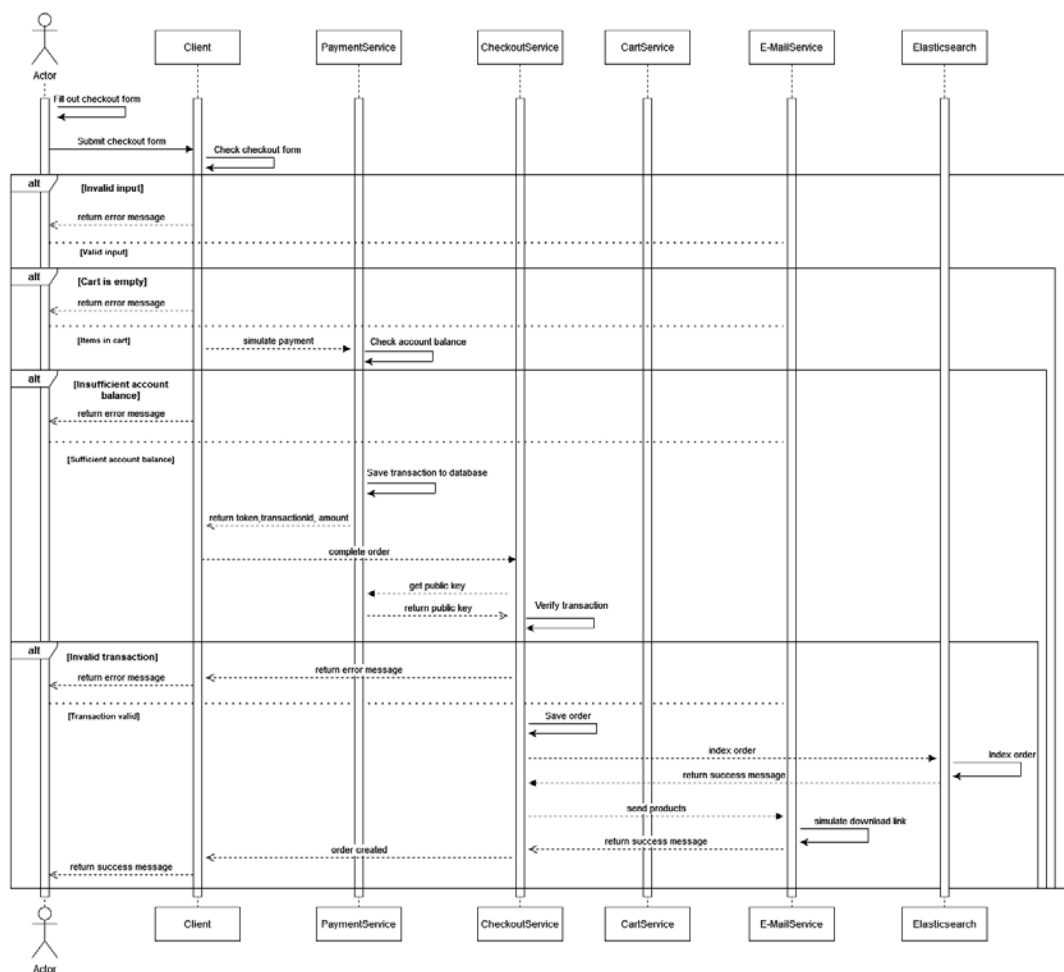 Client PaymentService CheckoutService CartService E-MailService Elasticsearch
Actor
Fill out checkout form
Submit checkout form
Check checkout form
alt
[Invalid input]
return error message
[Valid input]
alt
[Cart is empty]
return error message
[Items in cart]
simulate payment
Check account balance
alt
[Insufficient account
balance]
return error message
[Sufficient account balance]
Save transaction to database
return token,transactionId, amount
complete order
get public key
return public key
Verify transaction
alt
[Invalid transaction]
return error message
return error message
[Transaction valid]
Save order
index order
Index order
return success message
send products
simulate download link
return success message
order created
return success message
Client PaymentService CheckoutService CartService E-MailService Elasticsearch
Actor